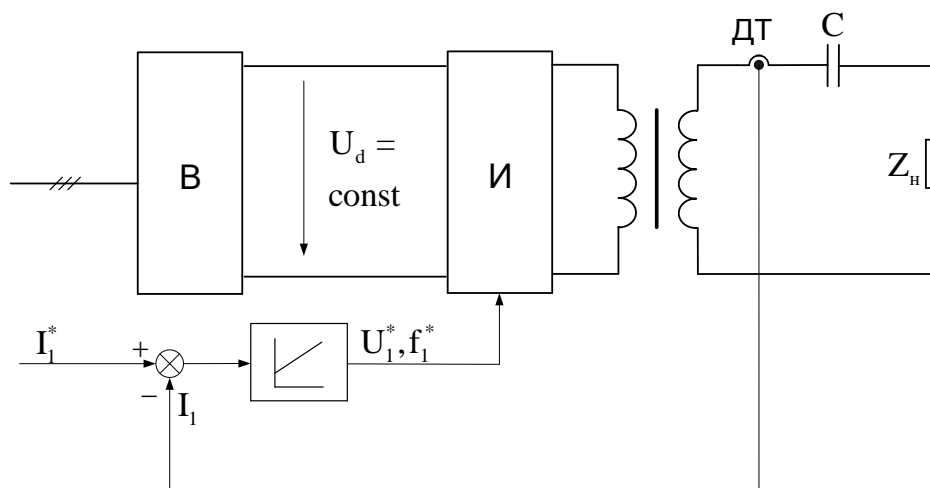 ДТ
C
В
U_d =
const
И
Z_н
I_1^*
+
U_1^*, f_1^*
−
I_1